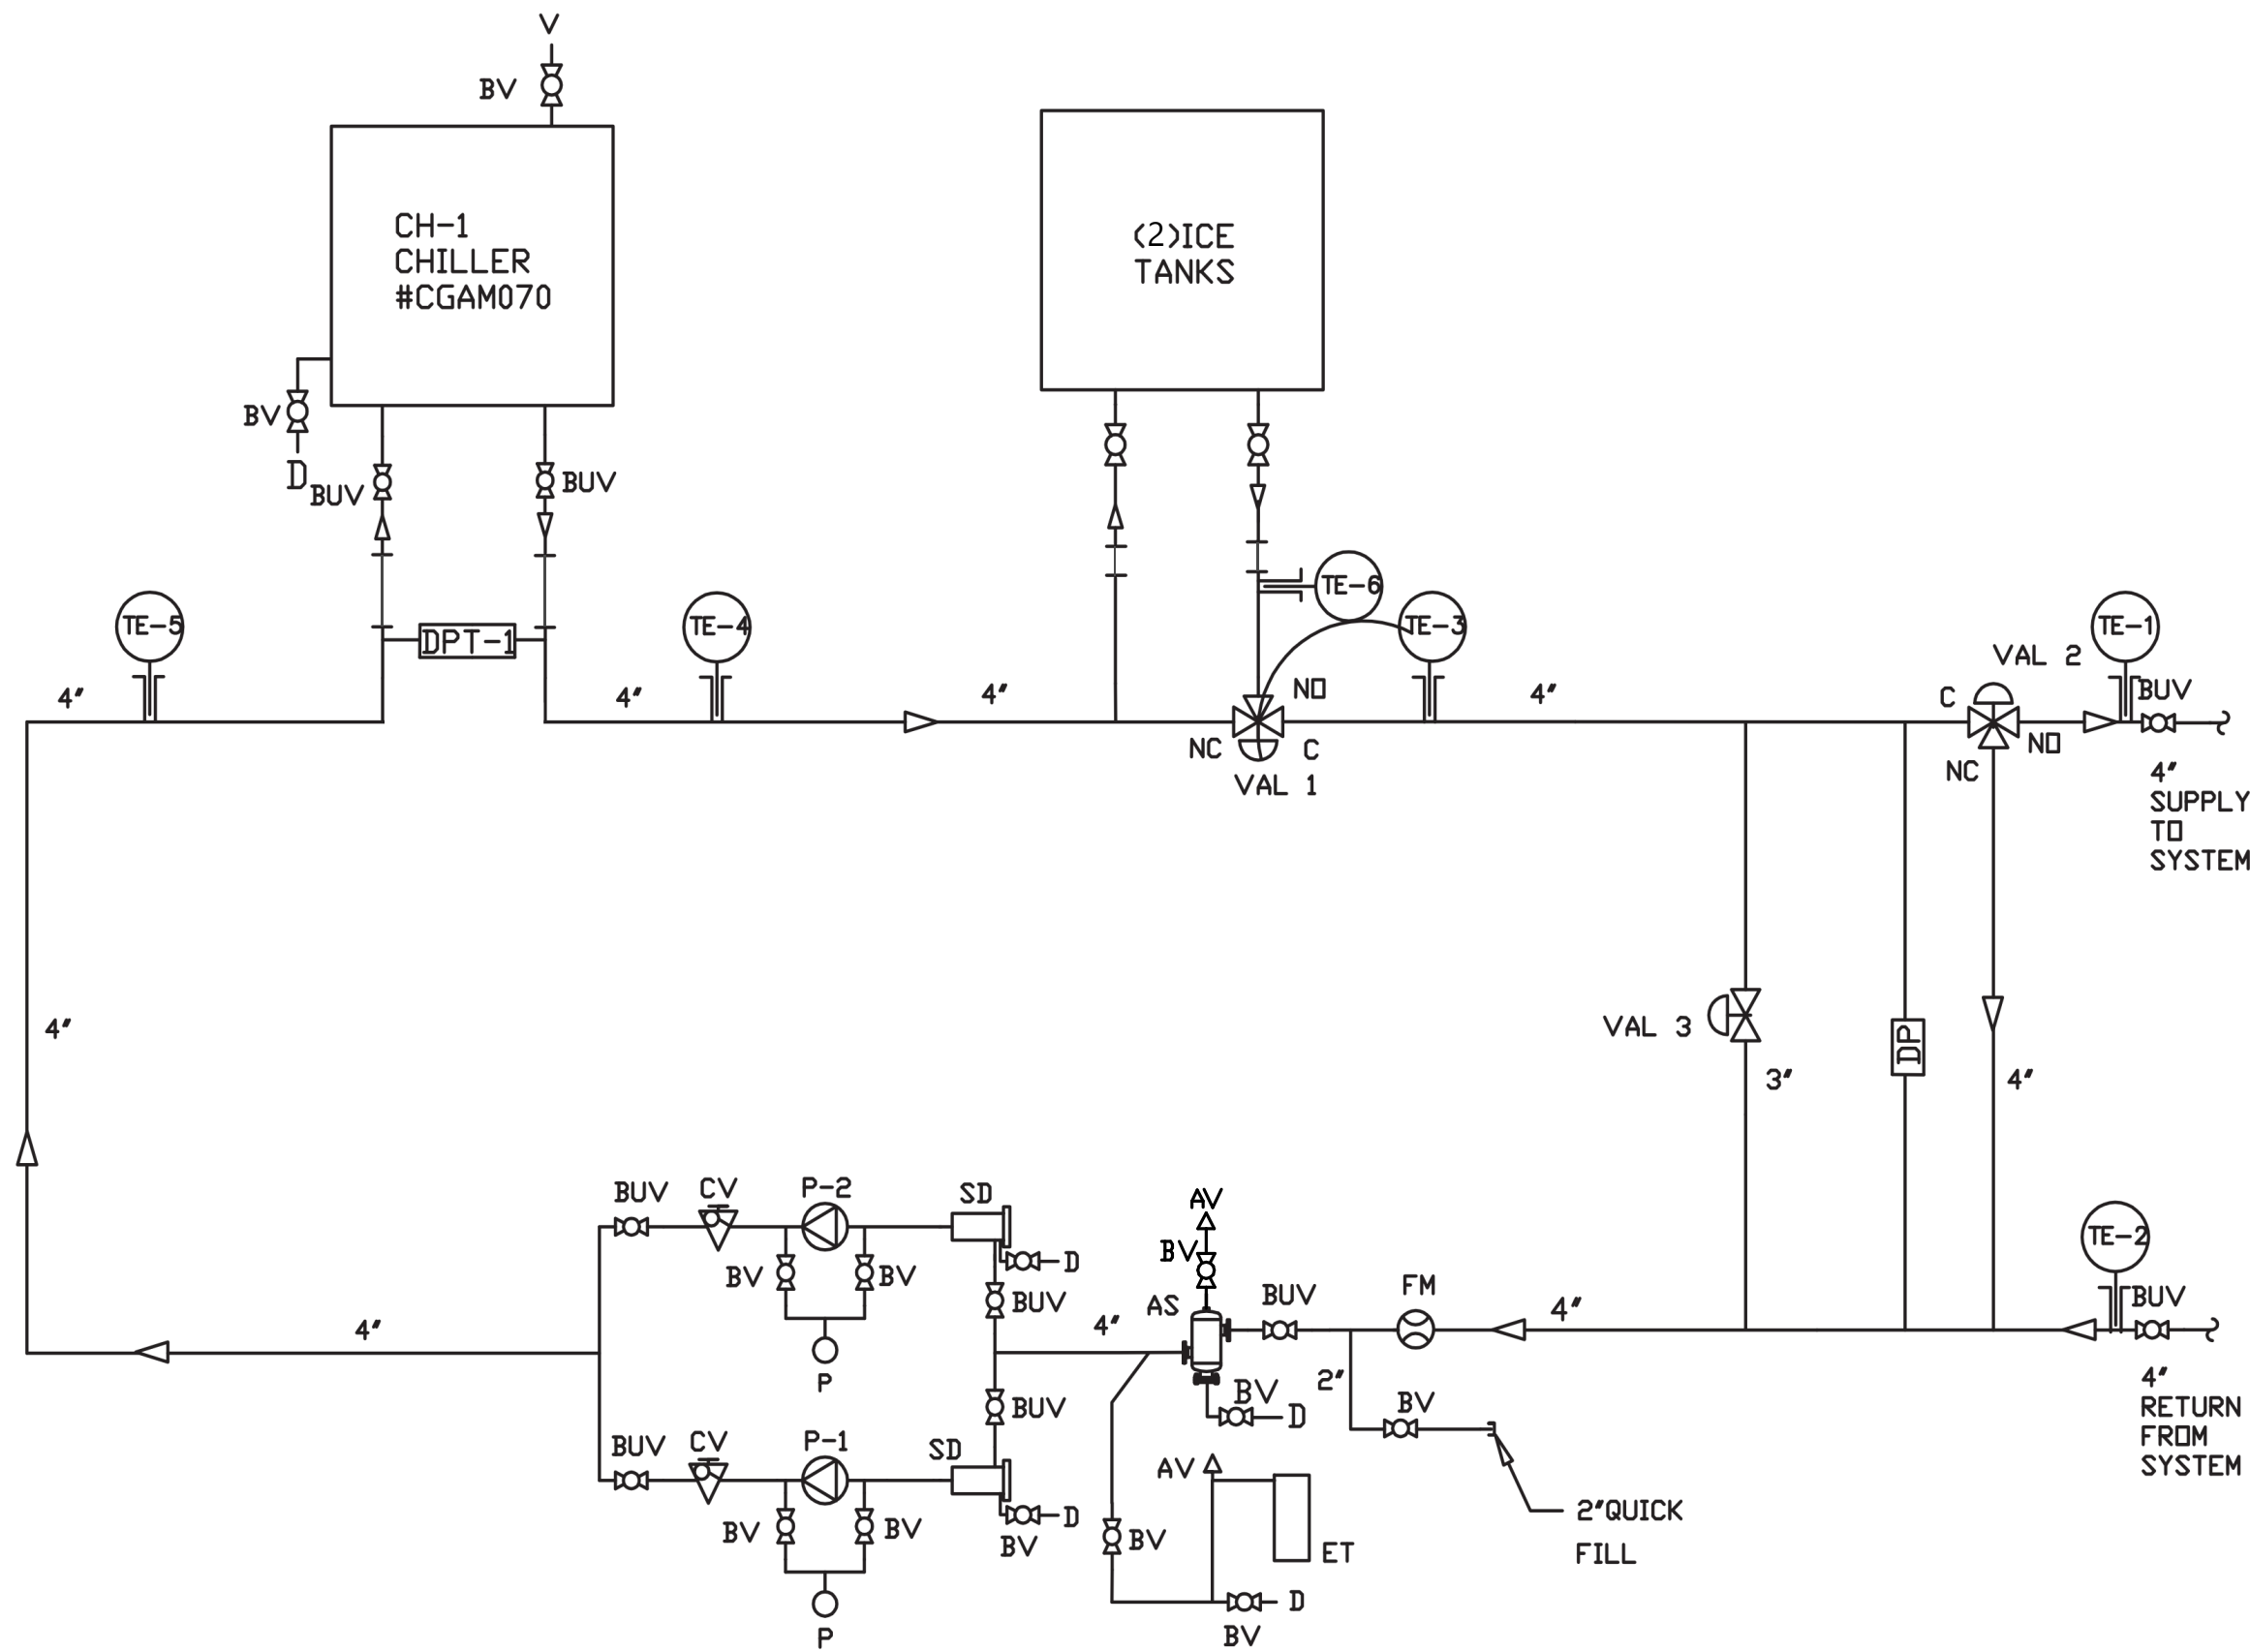 V
BV
CH-1
CHILLER
#CGAM070
(2)ICE
TANKS
BV
D
BUV
BUV
TE-5
DPT-1
TE-4
TE-6
TE-3
TE-1
VAL 2
4"
4"
4"
NO
4"
C
BUV
NC
C
NO
VAL 1
NC
4"
SUPPLY
TO
SYSTEM
4"
VAL 3
DP
3"
4"
BUV
CV
P-2
SD
AV
BV
D
TE-2
BV
BV
BUV
AS
BUV
FM
4"
BUV
4"
4"
P
2"
4"
RETURN
FROM
SYSTEM
BUV
BV
D
BV
BUV
CV
P-1
SD
AV
BV
BV
D
BV
BV
ET
2"QUICK
FILL
P
D
BV